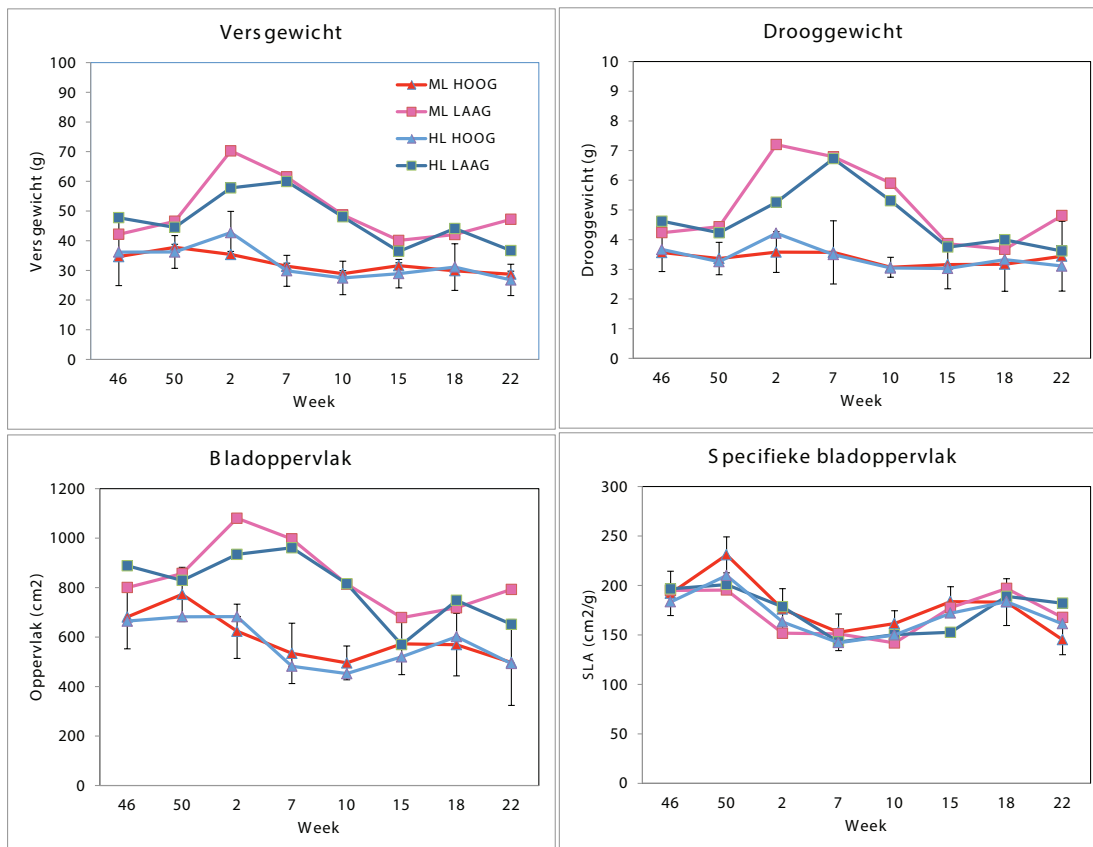 Versgewicht
Versgewicht (g)
100
90
80
70
60
50
40
30
20
10
0
ML HOOG
ML LAAG
HL HOOG
HL LAAG
46 50 2 7 10 15 18 22
Week
Drooggewicht
Drooggewicht (g)
10
9
8
7
6
5
4
3
2
1
0
46 50 2 7 10 15 18 22
Week
Bladoppervlak
Oppervlak (cm2)
1200
1000
800
600
400
200
0
46 50 2 7 10 15 18 22
Week
Specifieke bladoppervlak
SLA (cm2/g)
300
250
200
150
100
50
0
46 50 2 7 10 15 18 22
Week